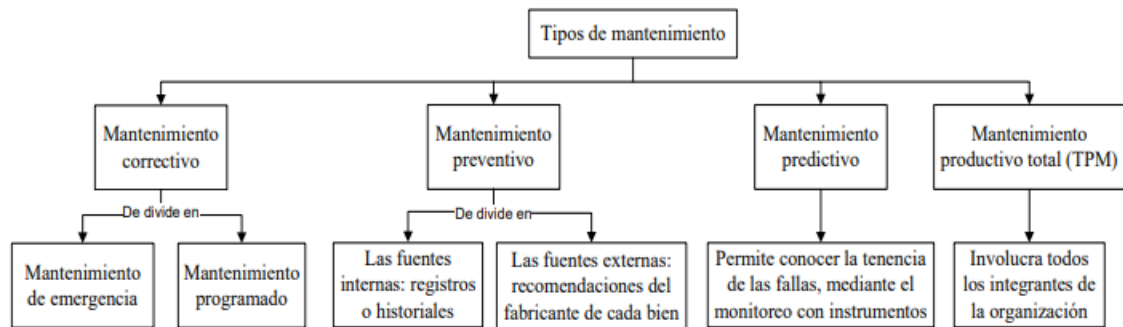 Tipos de mantenimiento
Mantenimiento
correctivo
Mantenimiento
preventivo
Mantenimiento
predictivo
Mantenimiento
productivo total (TPM)
De divide en
De divide en
Mantenimiento
de emergencia
Mantenimiento
programado
Las fuentes
internas: registros
o historiales
Las fuentes externas:
recomendaciones del
fabricante de cada bien
Permite conocer la tenencia
de las fallas, mediante el
monitoreo con instrumentos
Involucra todos
los integrantes de
la organización